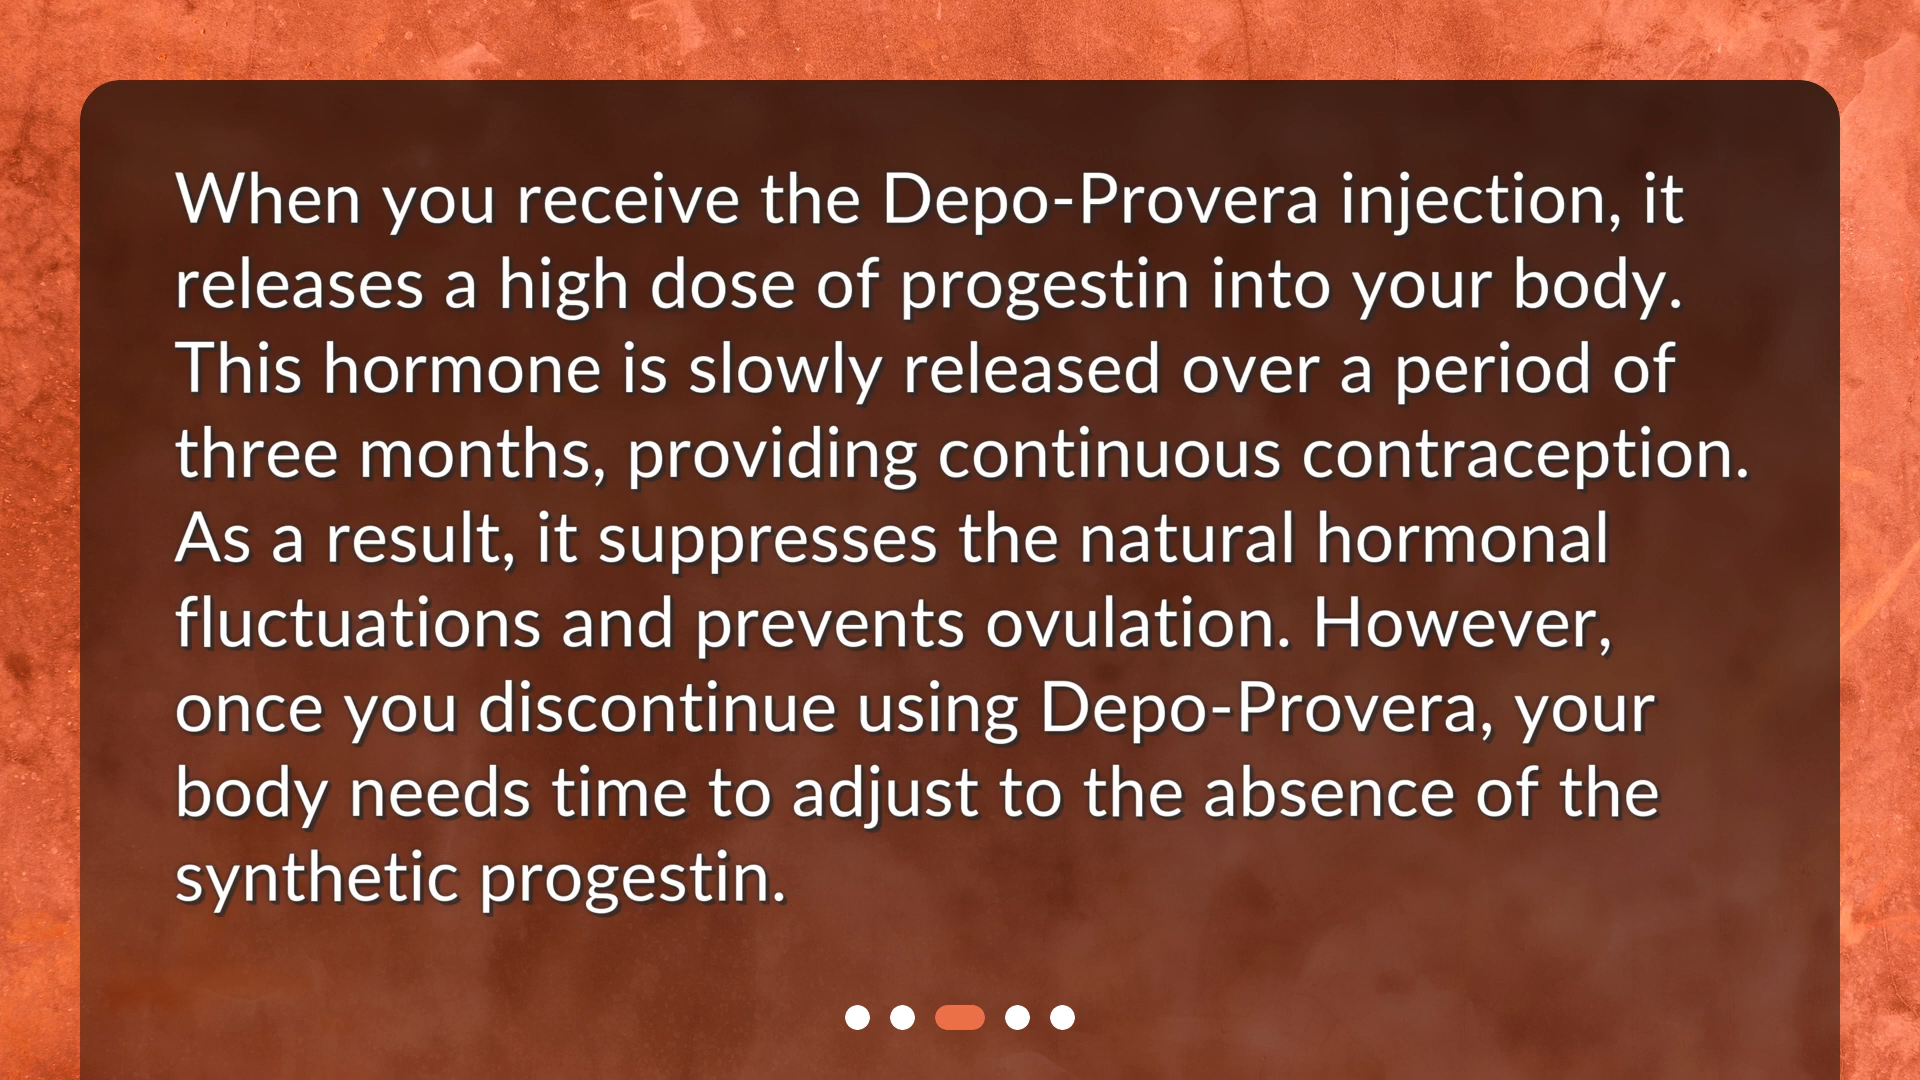 When you receive the Depo-Provera injection, it
releases a high dose of progestin into your body.
This hormone is slowly released over a period of
three months, providing continuous contraception.
As a result, it suppresses the natural hormonal
fluctuations and prevents ovulation. However,
once you discontinue using Depo-Provera, your
body needs time to adjust to the absence of the
synthetic progestin.